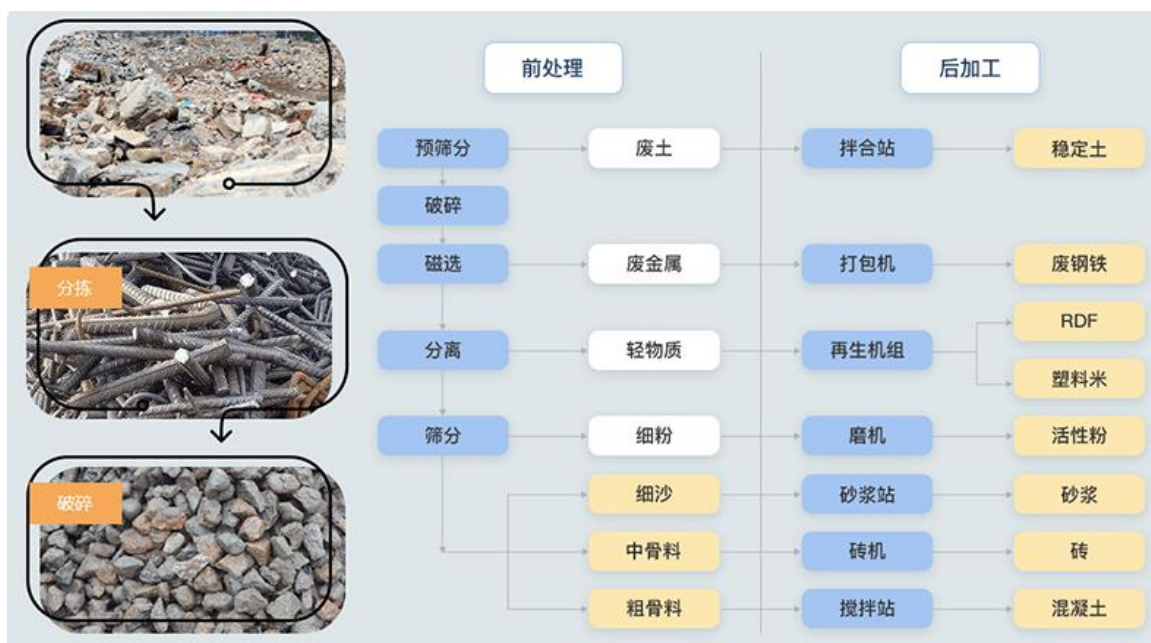 前处理
后加工
预筛分
废土
拌合站
稳定土
破碎
磁选
废金属
打包机
废钢铁
分拣
RDF
分离
轻物质
再生机组
塑料米
筛分
细粉
磨机
活性粉
破碎
细沙
砂浆站
砂浆
中骨料
砖机
砖
粗骨料
搅拌站
混凝土